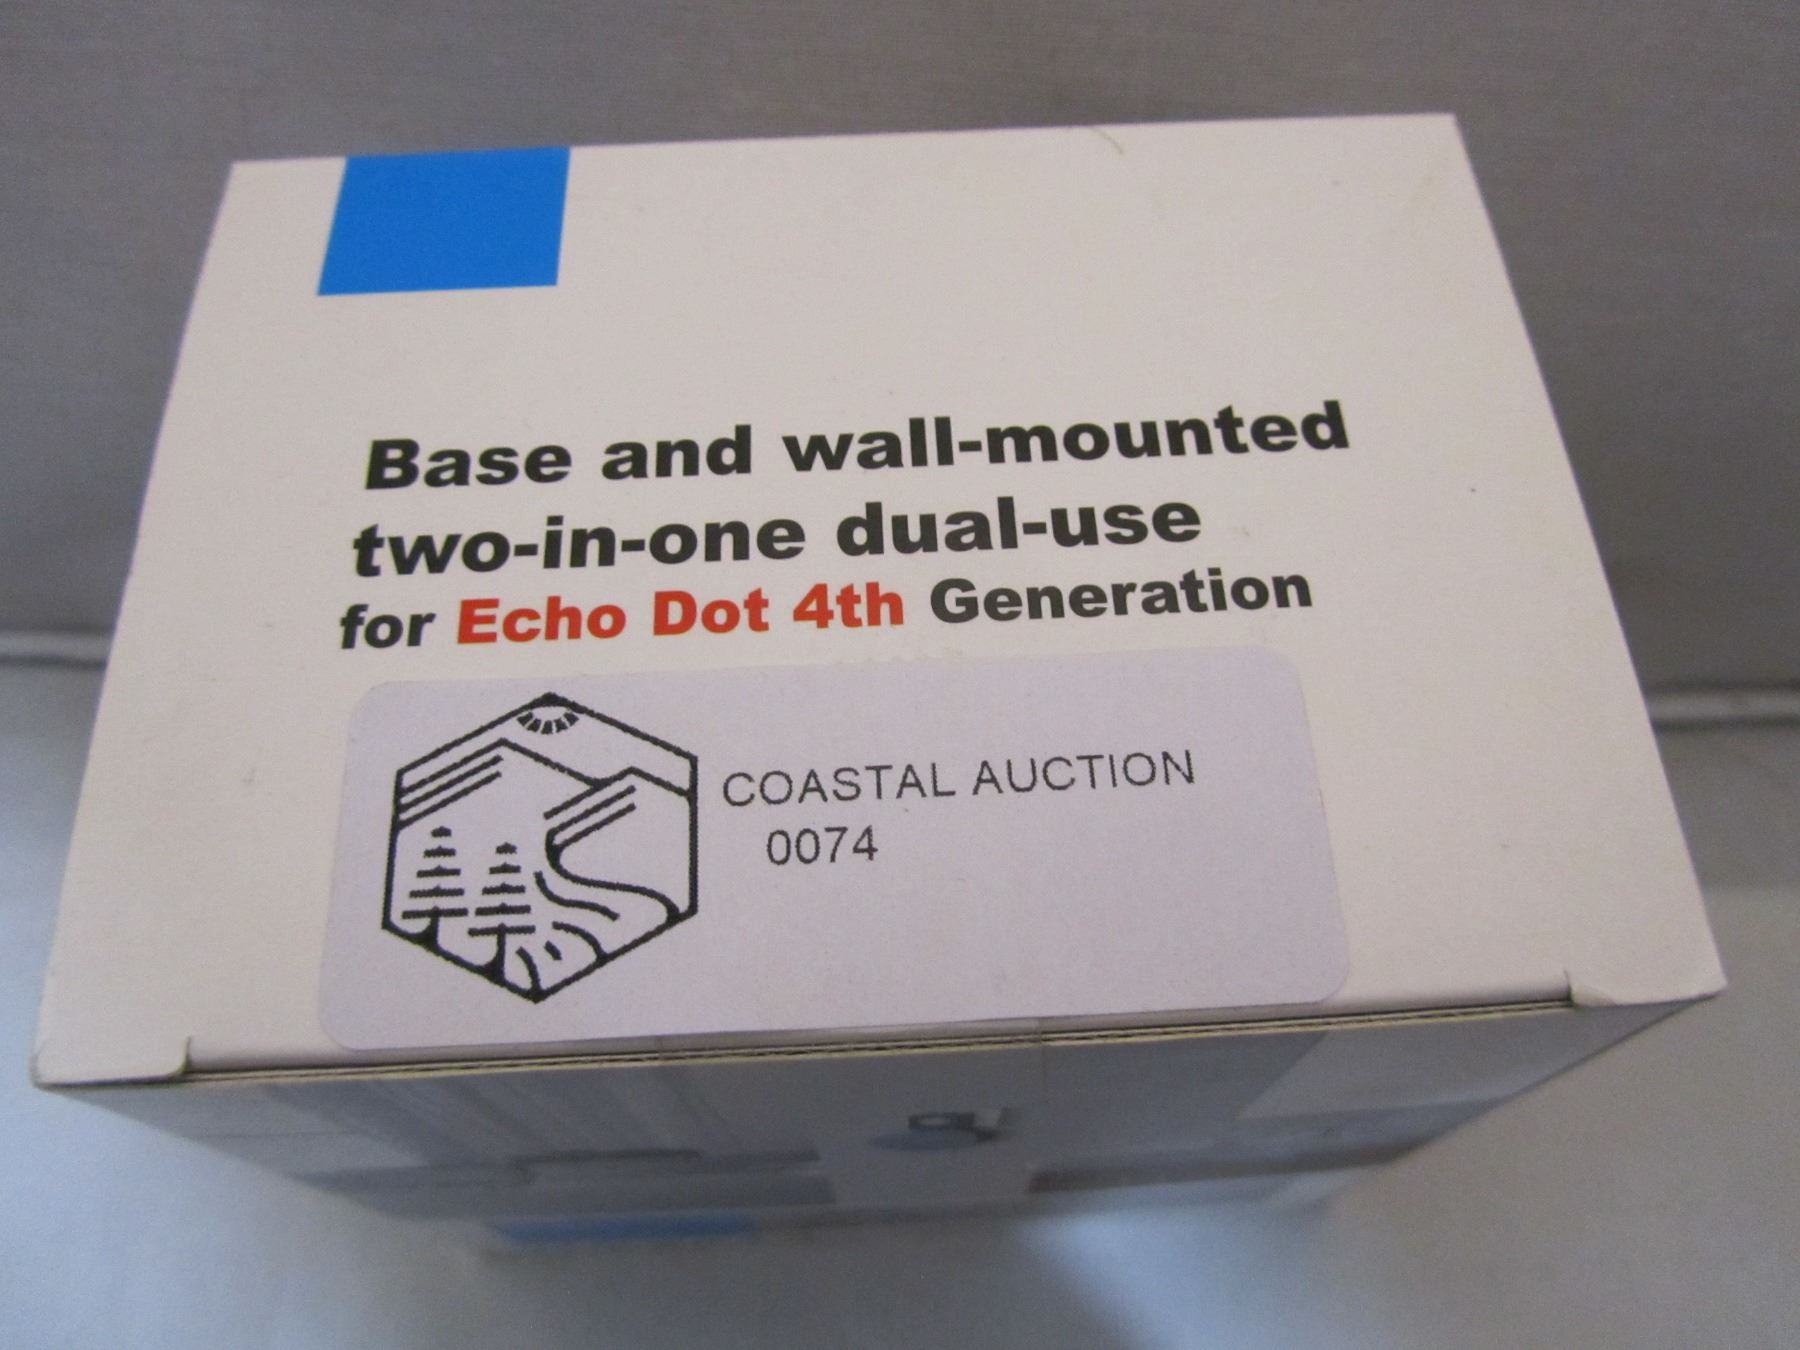 Base and wall-mounted
two-in-one dual-use
for Echo Dot 4th Generation
COASTAL AUCTION
0074